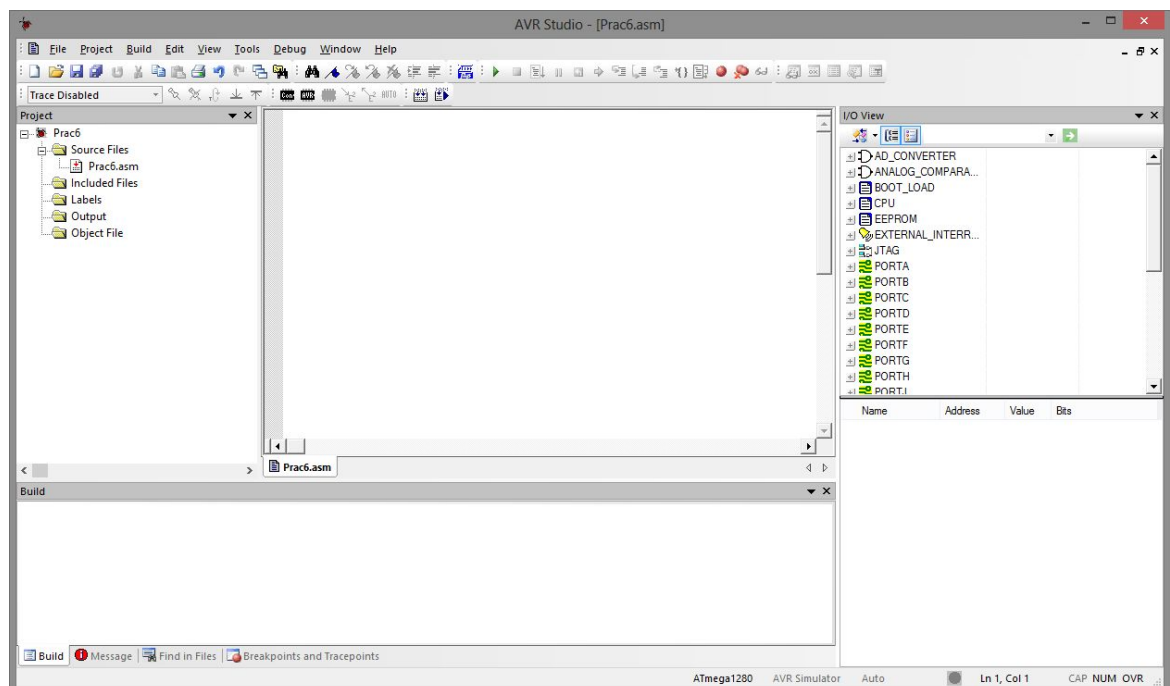 AVR Studio - [Prac6.asm]
File Project Build Edit View Tools Debug Window Help
Trace Disabled
Project
Prac6
Source Files
Prac6.asm
Included Files
Labels
Output
Object File
Prac6.asm
I/O View
AD_CONVERTER
ANALOG_COMPARA...
BOOT_LOAD
CPU
EEPROM
EXTERNAL_INTERR...
JTAG
PORTA
PORTB
PORTC
PORTD
PORTE
PORTF
PORTG
PORTH
Name Address Value Bits
Build
Build Message Find in Files Breakpoints and Tracepoints
ATmega1280 AVR Simulator Auto Ln 1, Col 1 CAP NUM OVR